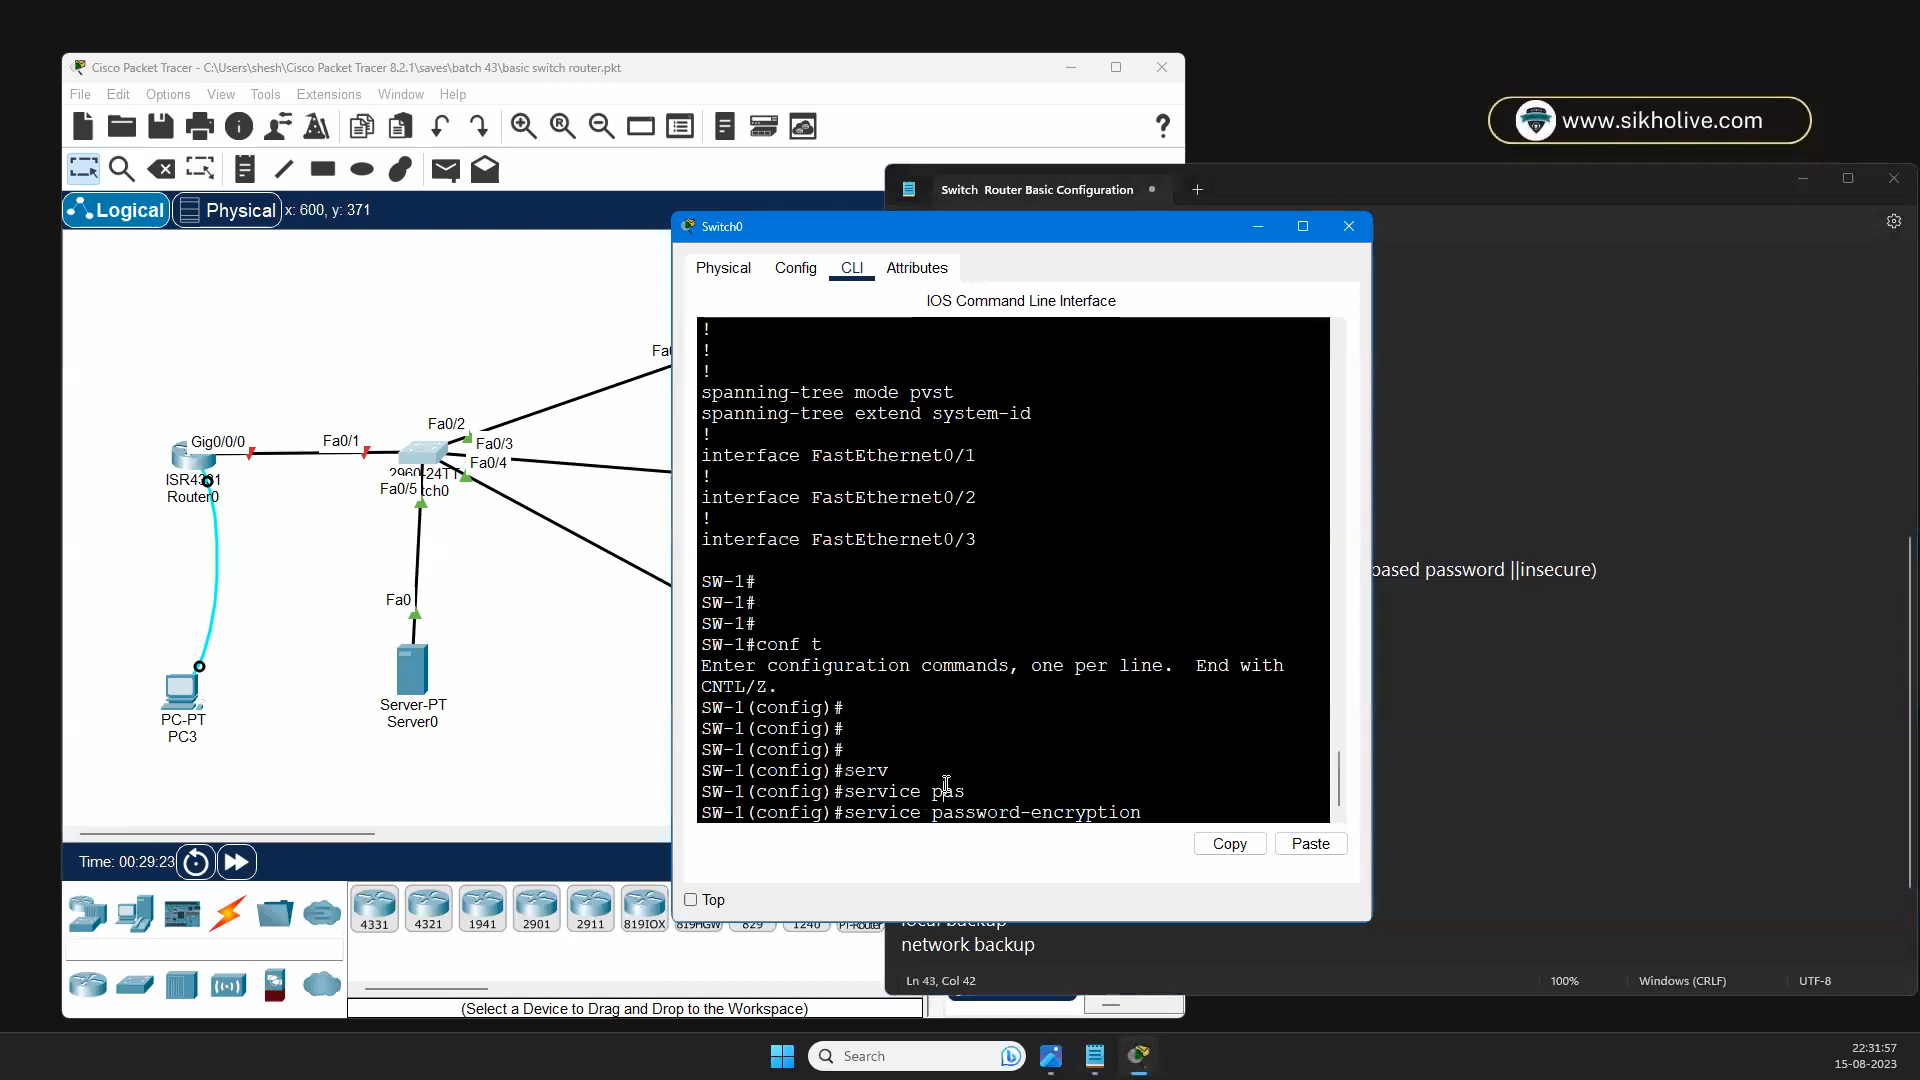 Cisco Packet Tracer - C:\Users\shesh\Cisco Packet Tracer 8.2.1\saves\batch 43\basic switch router.pkt
File Edit Options View Tools Extensions Window Help
?
www.sikholive.com
Logical Physical x: 600, y: 371
Switch Router Basic Configuration
Switch0
Physical Config CLI Attributes
IOS Command Line Interface
!
!
!
spanning-tree mode pvst
spanning-tree extend system-id
!
interface FastEthernet0/1
!
interface FastEthernet0/2
!
interface FastEthernet0/3
SW-1#
SW-1#
SW-1#
SW-1#conf t
Enter configuration commands, one per line. End with
CNTL/Z.
SW-1(config)#
SW-1(config)#
SW-1(config)#
SW-1(config)#serv
SW-1(config)#service pas
SW-1(config)#service password-encryption
Copy Paste
Top
Fa0/2
Gig0/0/0 Fa0/1 Fa0/3
Fa0/4
ISR4331
Router0
Fa0/5
Fa0
PC-PT
PC3
Server-PT
Server0
based password ||insecure)
local backup
network backup
Ln 43, Col 42 100% Windows (CRLF) UTF-8
Time: 00:29:23
4331 4321 1941 2901 2911 819IOX 819HGW 829 1240 PT-Router
(Select a Device to Drag and Drop to the Workspace)
Search
22:31:57
15-08-2023